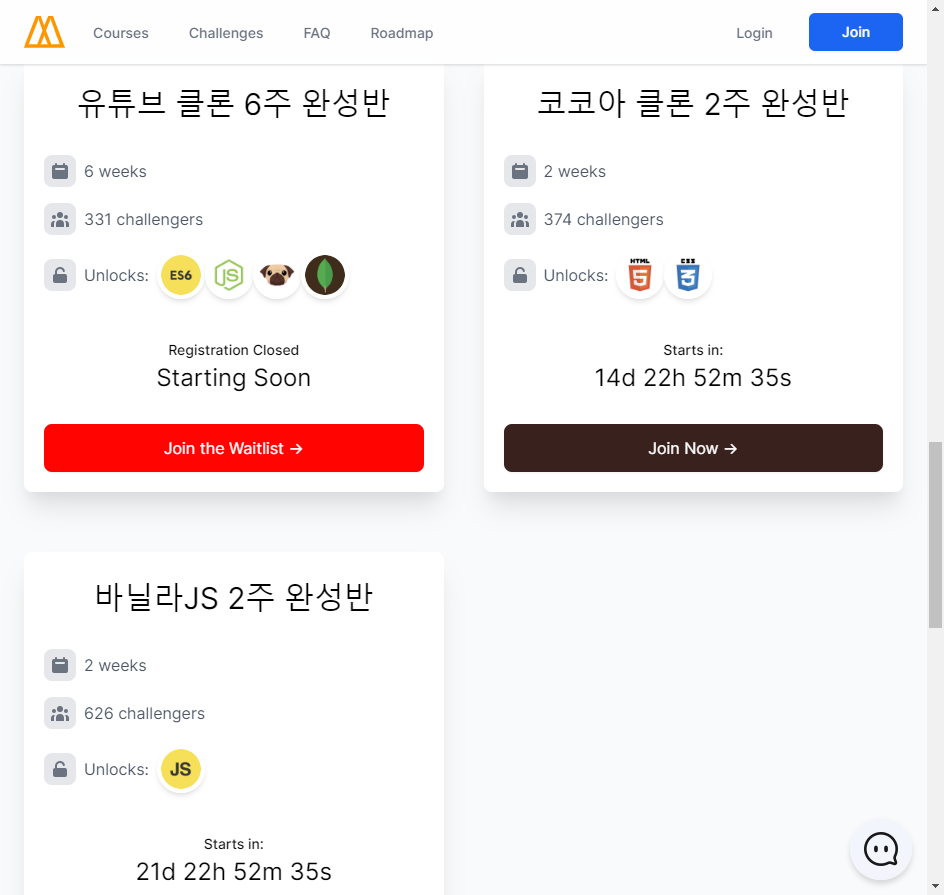 Courses Challenges FAQ Roadmap Login Join
유튜브 클론 6주 완성반
6 weeks
331 challengers
Unlocks: ES6 JS
Registration Closed
Starting Soon
Join the Waitlist →
코코아 클론 2주 완성반
2 weeks
374 challengers
Unlocks: HTML 5 CSS 3
Starts in:
14d 22h 52m 35s
Join Now →
바닐라JS 2주 완성반
2 weeks
626 challengers
Unlocks: JS
Starts in:
21d 22h 52m 35s